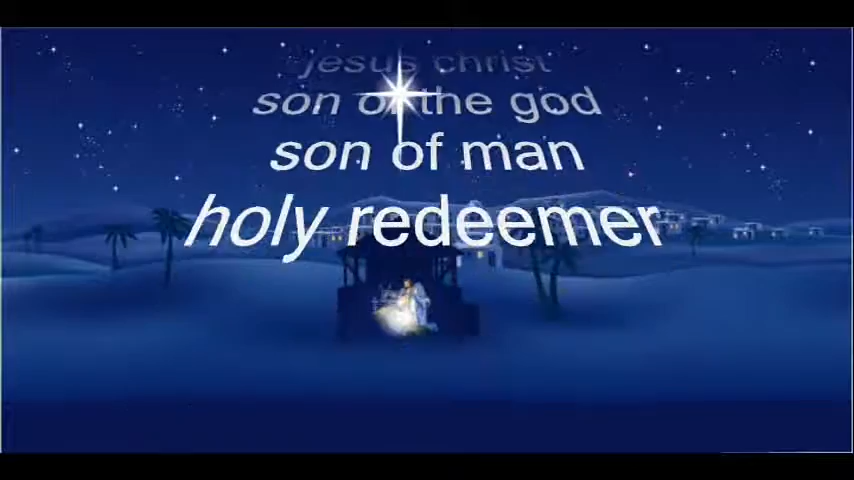 jesus christ
son of the god
son of man
holy redeemer